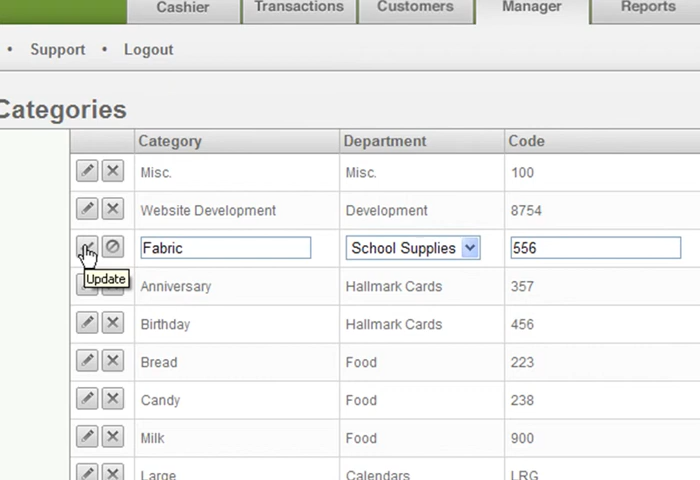 Cashier Transactions Customers Manager Reports
• Support • Logout
Categories
Category Department Code
Misc. Misc. 100
Website Development Development 8754
Fabric School Supplies 556
Update
Anniversary Hallmark Cards 357
Birthday Hallmark Cards 456
Bread Food 223
Candy Food 238
Milk Food 900
Large Calendars LRG